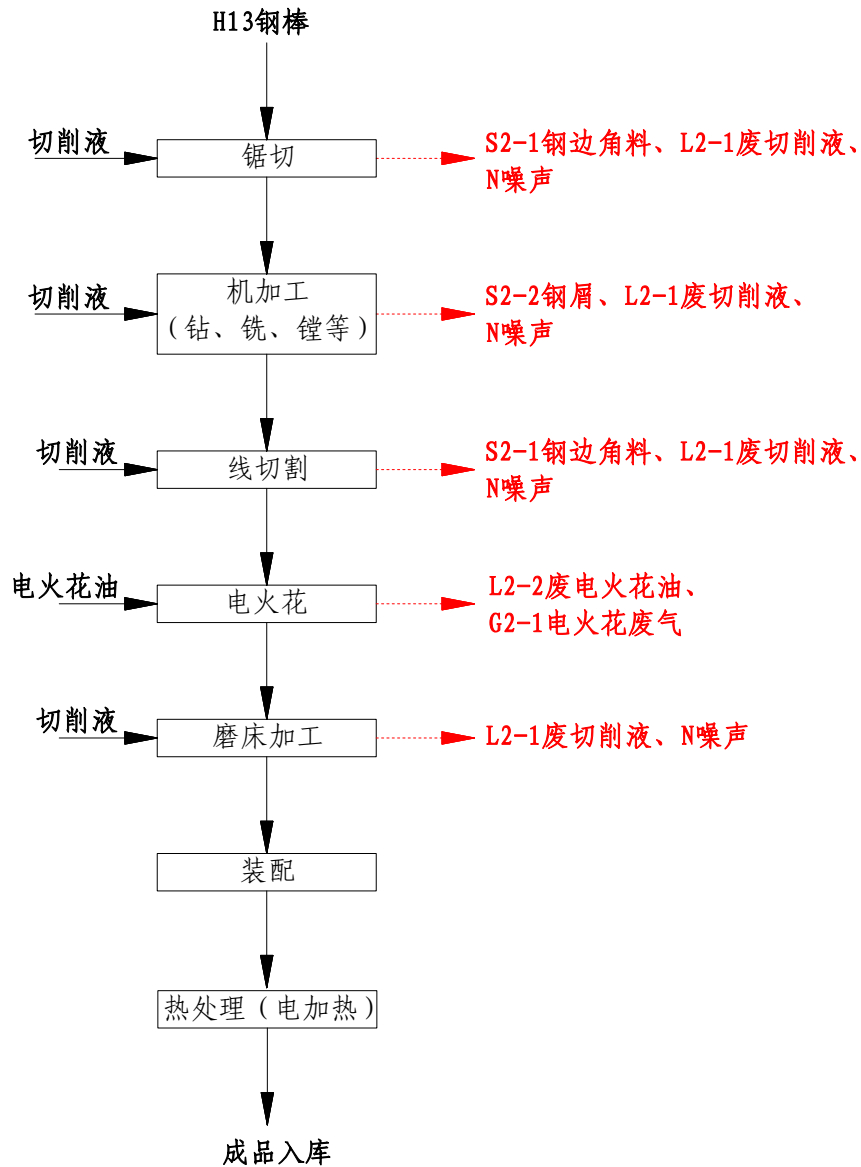 H13钢棒
切削液
锯切
S2-1钢边角料、L2-1废切削液、
N噪声
切削液
机加工
（钻、铣、镗等）
S2-2钢屑、L2-1废切削液、
N噪声
切削液
线切割
S2-1钢边角料、L2-1废切削液、
N噪声
电火花油
电火花
L2-2废电火花油、
G2-1电火花废气
切削液
磨床加工
L2-1废切削液、N噪声
装配
热处理（电加热）
成品入库